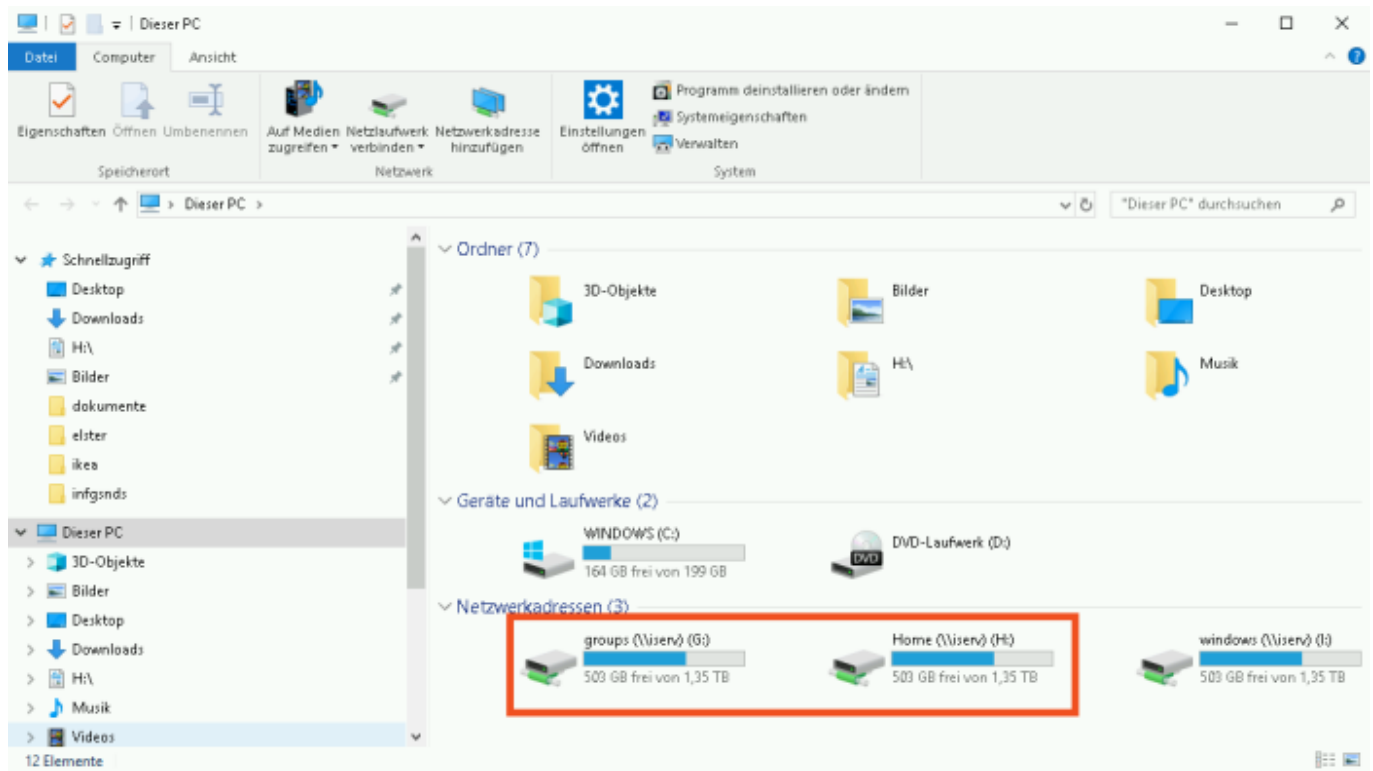 Dieser PC
Datei Computer Ansicht
Eigenschaften Öffnen Umbenennen
Auf Medien zugreifen
Netzlaufwerk verbinden
Netzwerkadresse hinzufügen
Einstellungen öffnen
Programm deinstallieren oder ändern
Systemeigenschaften
Verwalten
Speicherort Netzwerk System
Dieser PC
"Dieser PC" durchsuchen
Schnellzugriff
Desktop
Downloads
H:\
Bilder
dokumente
elster
ikea
infgsnds
Dieser PC
3D-Objekte
Bilder
Desktop
Downloads
H:\
Musik
Videos
Ordner (7)
3D-Objekte Bilder Desktop
Downloads H:\ Musik
Videos
Geräte und Laufwerke (2)
WINDOWS (C:)
164 GB frei von 199 GB
DVD-Laufwerk (D:)
DVD
Netzwerkadressen (3)
groups (\\iserv) (G:)
503 GB frei von 1,35 TB
Home (\\iserv) (H:)
503 GB frei von 1,35 TB
windows (\\iserv) (I:)
503 GB frei von 1,35 TB
12 Elemente